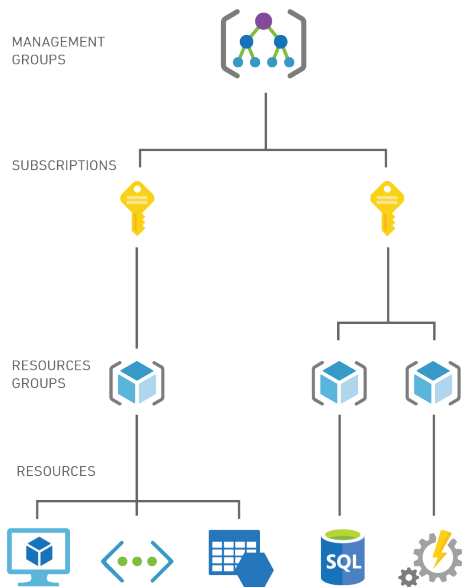 MANAGEMENT
GROUPS
SUBSCRIPTIONS
RESOURCES
GROUPS
RESOURCES
SQL